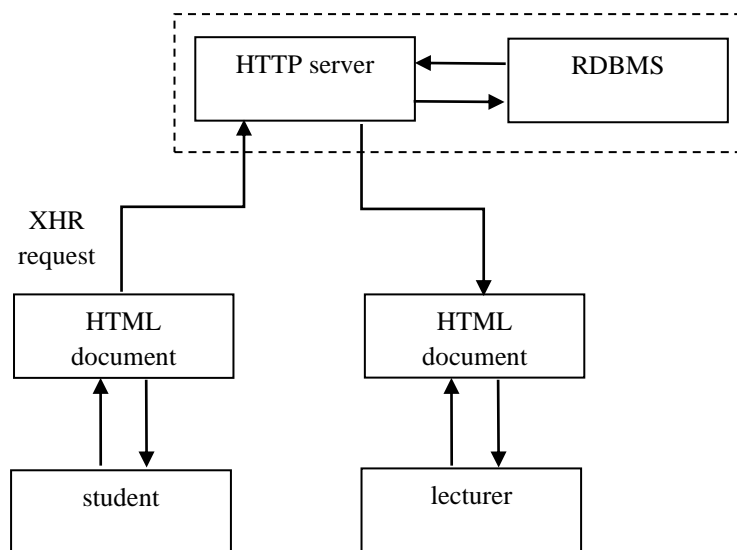 HTTP server
RDBMS
XHR
request
HTML
document
HTML
document
student
lecturer